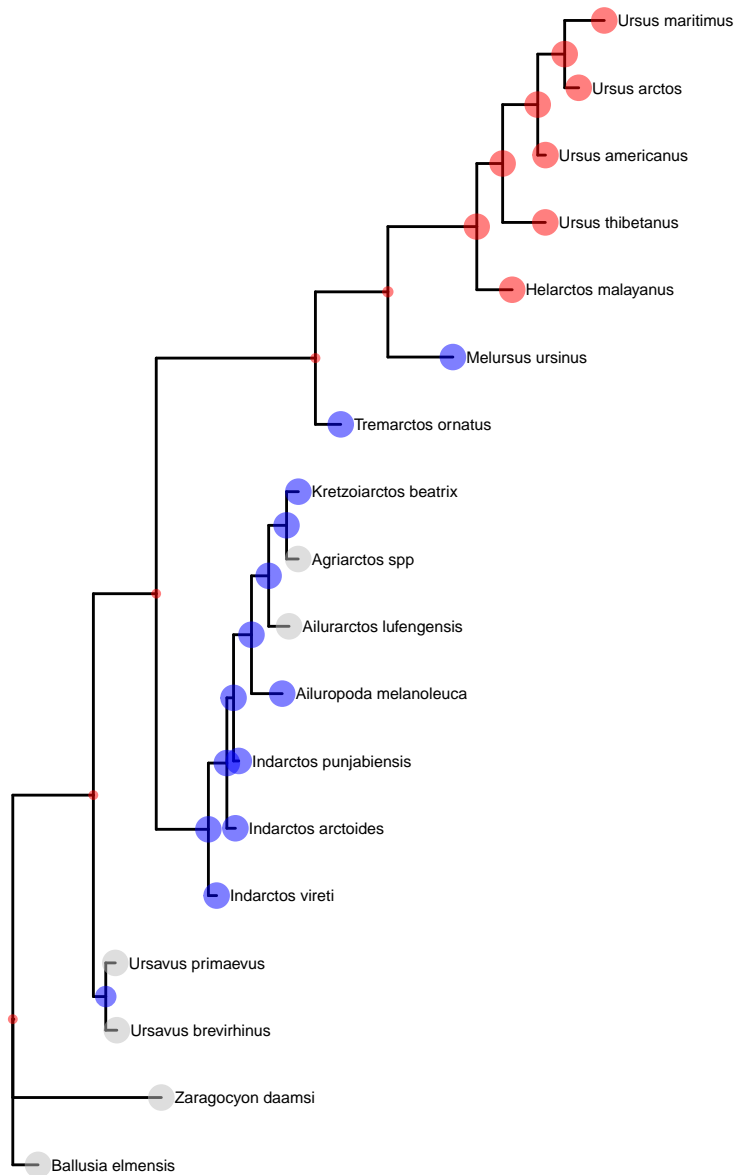 Ursus maritimus
Ursus arctos
Ursus americanus
Ursus thibetanus
Helarctos malayanus
Melursus ursinus
Tremarctos ornatus
Kretzoiarctos beatrix
Agriarctos spp
Ailurarctos lufengensis
Ailuropoda melanoleuca
Indarctos punjabiensis
Indarctos arctoides
Indarctos vireti
Ursavus primaevus
Ursavus brevirhinus
Zaragocyon daamsi
Ballusia elmensis